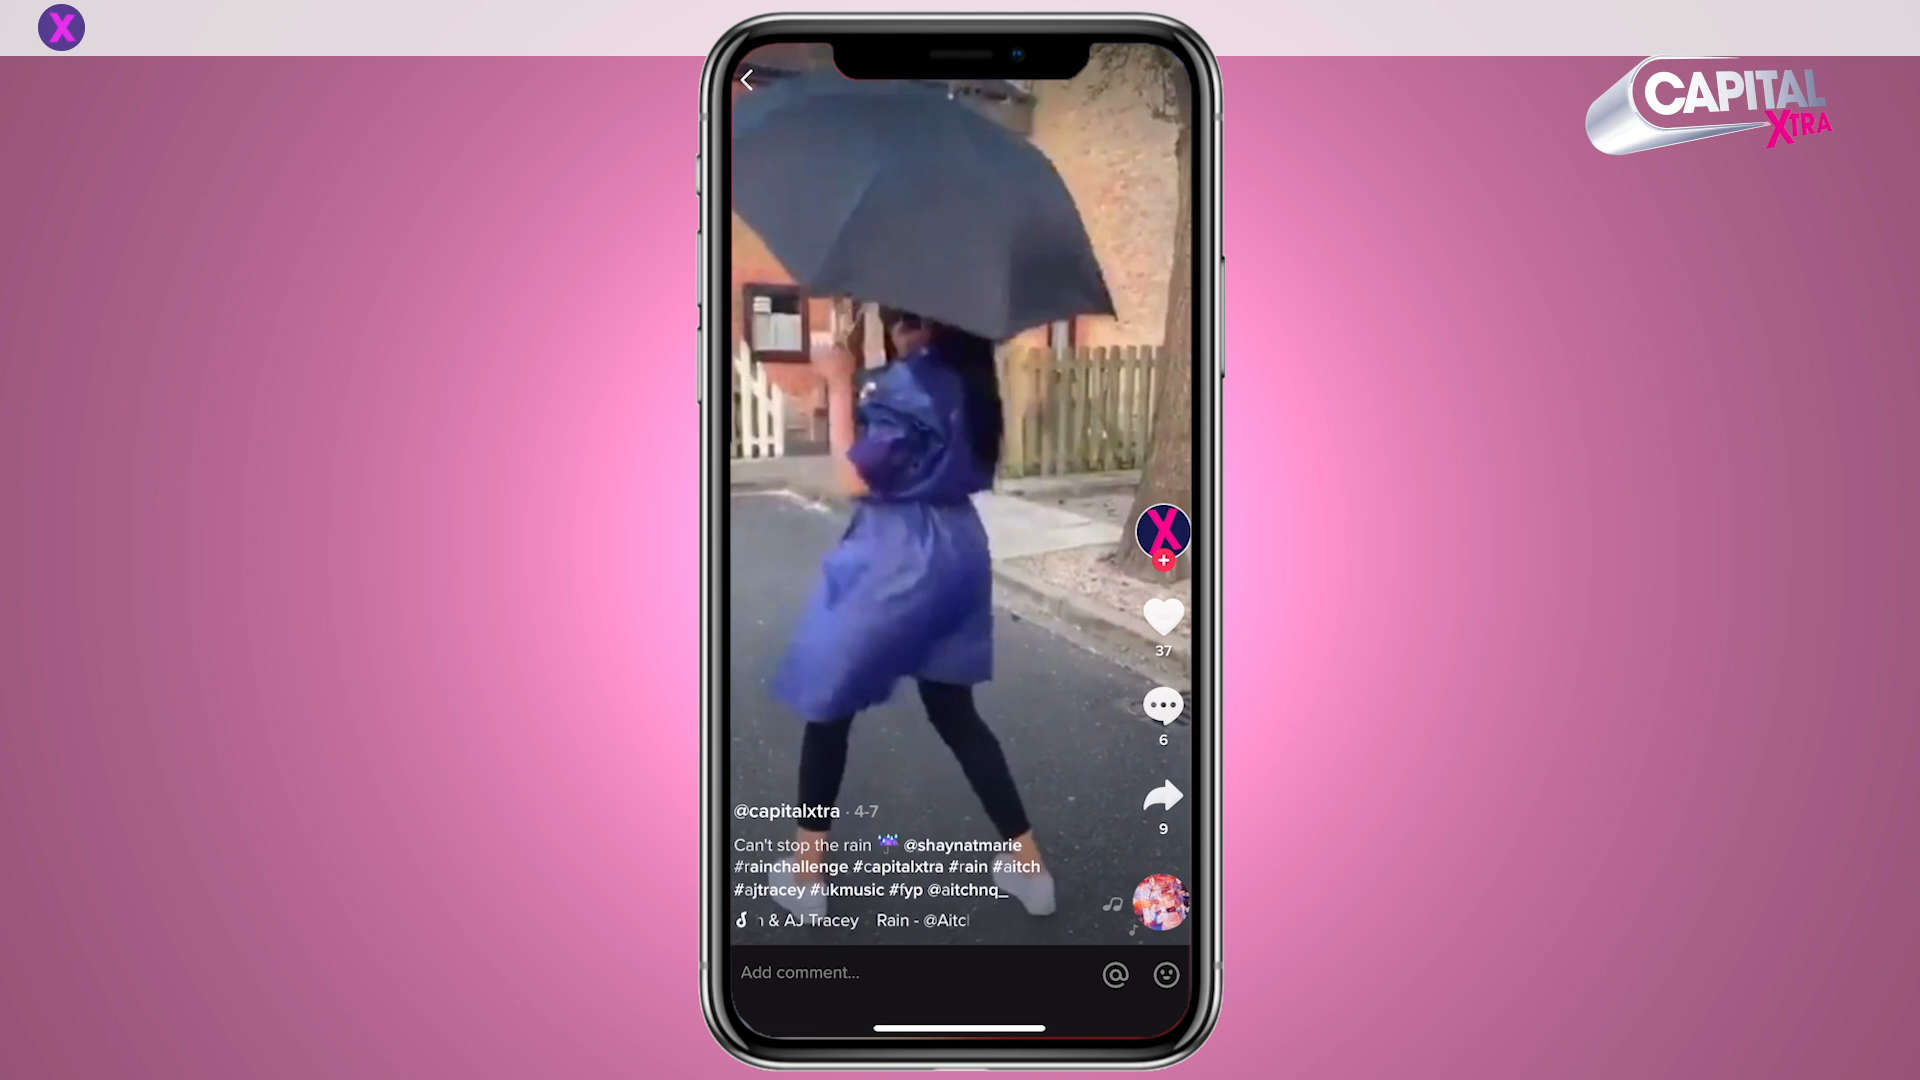 X
CAPITAL
XTRA
X
37
6
9
@capitalxtra · 4-7
Can't stop the rain ☔ @shaynatmarie
#rainchallenge #capitalxtra #rain #aitch
#ajtracey #ukmusic #fyp @aitchnq_
& AJ Tracey Rain - @Aitc
Add comment...